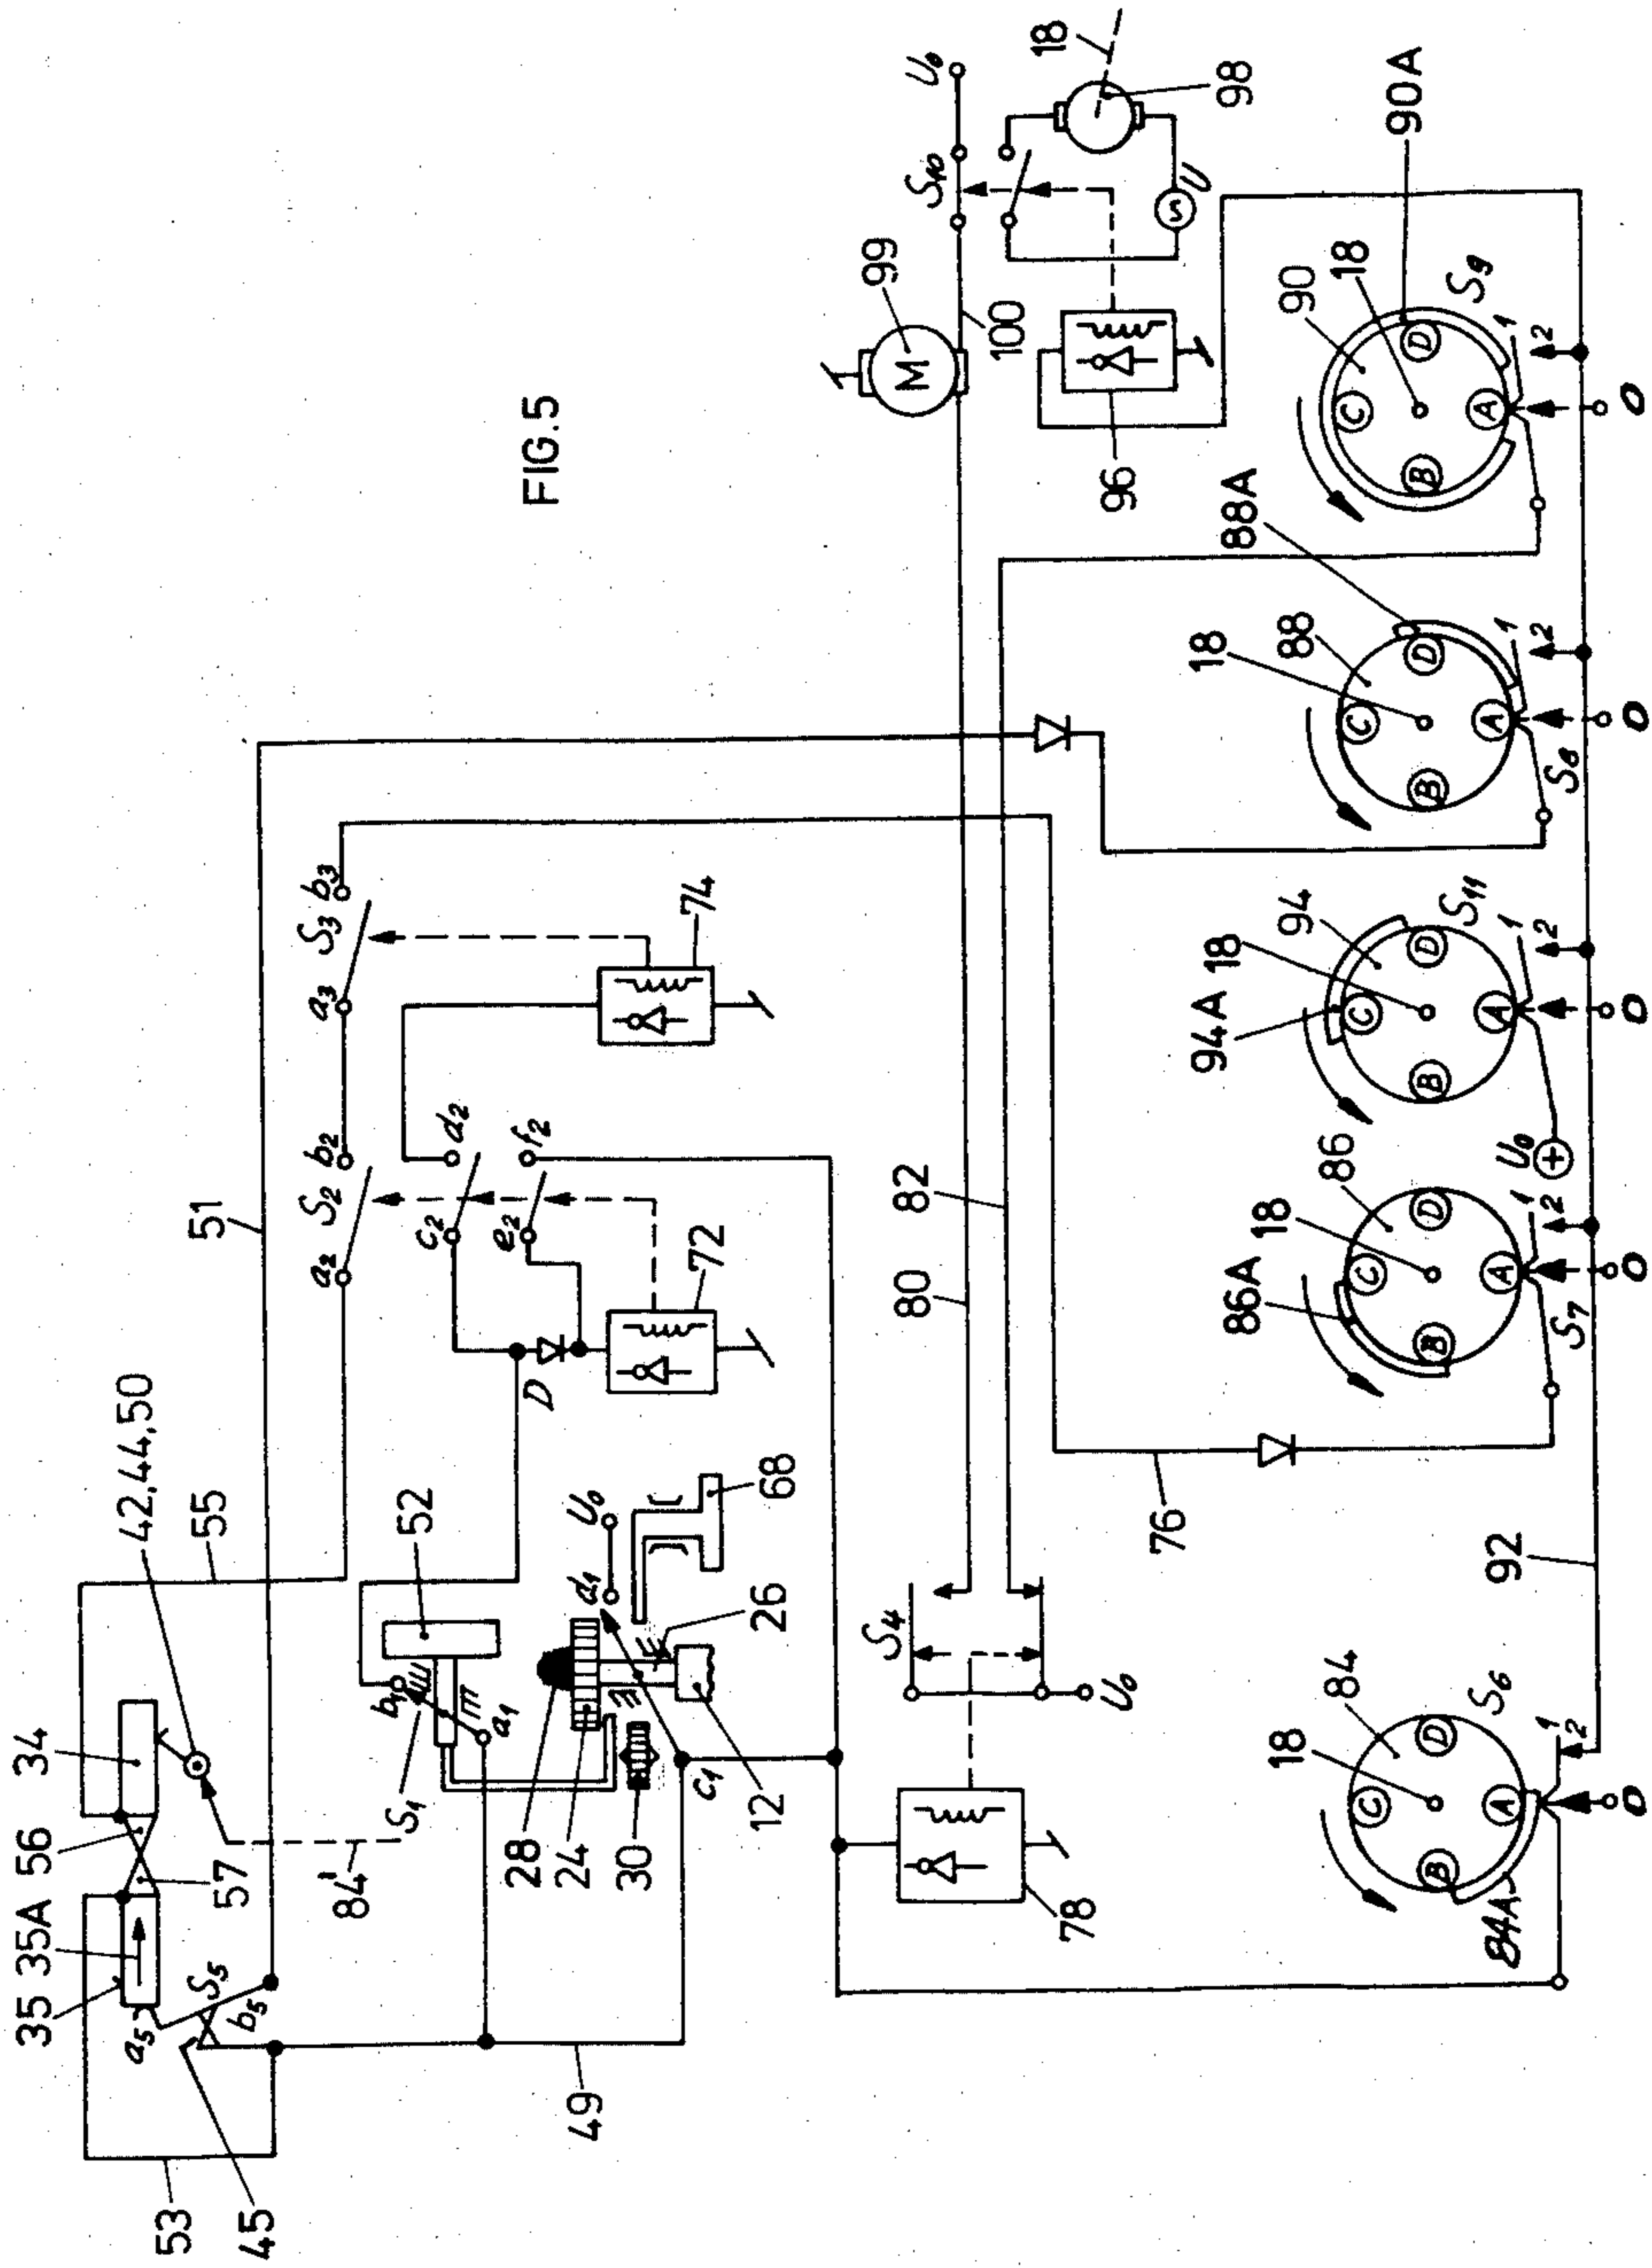 FIG.5
35 35A 56 34
42,44,50
55
51
a5
S5
b5
57
53
45
84'
S1
b1
a1
52
49
28
24
30
c1
12
26
d1
U0
68
a2 S2 b2
a3 S3 b3
c2 d2
e2 f2
D
72
74
78
S4
U0
80
82
76
99
M
100
S10
U0
18
98
U
S
96
92
84A
84
18
S6
A B C D
1
2
0
86A
86
18
S7
A B C D
1
2
0
U0
+
94A
94
18
S11
A B C D
1
2
0
88A
88
18
S8
A B C D
1
2
0
90A
90
18
S9
A B C D
1
2
0